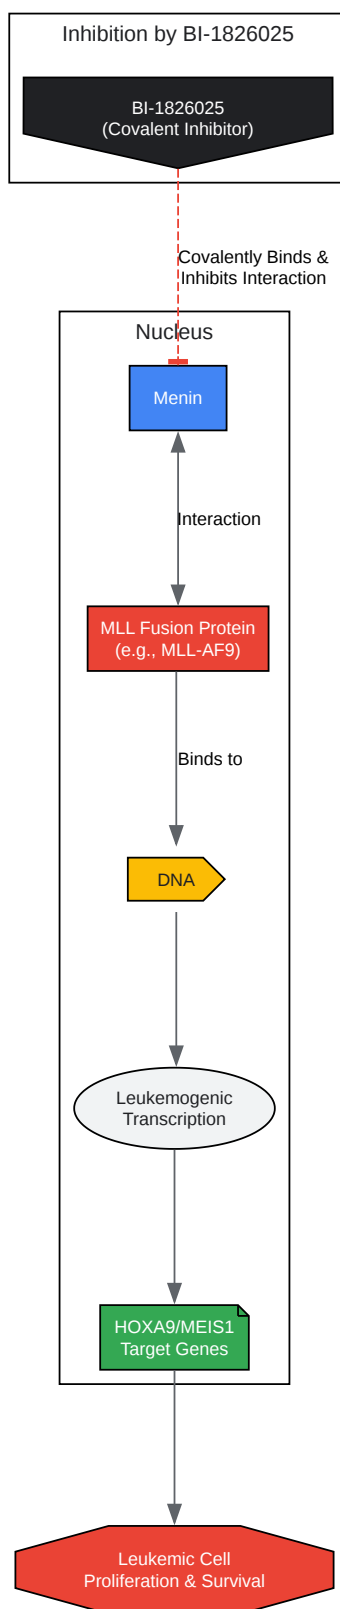 Inhibition by BI-1826025
BI-1826025
(Covalent Inhibitor)
Covalently Binds &
Inhibits Interaction
Nucleus
Menin
Interaction
MLL Fusion Protein
(e.g., MLL-AF9)
Binds to
DNA
Leukemogenic
Transcription
HOXA9/MEIS1
Target Genes
Leukemic Cell
Proliferation & Survival